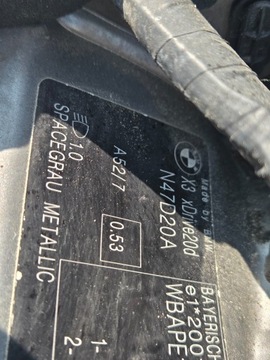 Made by BMW
X3 xDrive20d
N47D20A
A52/7
0.53
1.0
SPACEGRAU METALLIC
BAYERISCH
e1*200
WBAPE
1-
2-